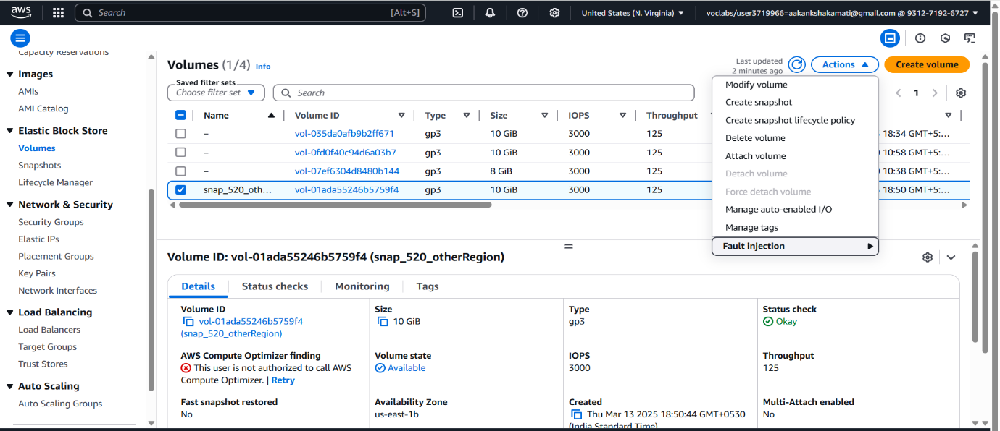 aws
Search [Alt+S]
United States (N. Virginia) ▼
voclabs/user3719966=aakankshakamati@gmail.com @ 9312-7192-6727 ▼
Capacity Reservations
Images
AMIs
AMI Catalog
Elastic Block Store
Volumes
Snapshots
Lifecycle Manager
Network & Security
Security Groups
Elastic IPs
Placement Groups
Key Pairs
Network Interfaces
Load Balancing
Load Balancers
Target Groups
Trust Stores
Auto Scaling
Auto Scaling Groups
Volumes (1/4) Info
Last updated
2 minutes ago
Actions
Create volume
Saved filter sets
Choose filter set
Search
1
Name Volume ID Type Size IOPS Throughput
– vol-035da0afb9b2ff671 gp3 10 GiB 3000 125 18:34 GMT+5:...
– vol-0fd0f40c94d6a03b7 gp3 10 GiB 3000 125 10:58 GMT+5:...
– vol-07ef6304d8480b144 gp3 8 GiB 3000 125 10:38 GMT+5:...
snap_520_oth... vol-01ada55246b5759f4 gp3 10 GiB 3000 125 18:50 GMT+5:...
Modify volume
Create snapshot
Create snapshot lifecycle policy
Delete volume
Attach volume
Detach volume
Force detach volume
Manage auto-enabled I/O
Manage tags
Fault injection
Volume ID: vol-01ada55246b5759f4 (snap_520_otherRegion)
Details Status checks Monitoring Tags
Volume ID
vol-01ada55246b5759f4
(snap_520_otherRegion)
Size
10 GiB
Type
gp3
Status check
Okay
AWS Compute Optimizer finding
This user is not authorized to call AWS
Compute Optimizer. | Retry
Volume state
Available
IOPS
3000
Throughput
125
Fast snapshot restored
No
Availability Zone
us-east-1b
Created
Thu Mar 13 2025 18:50:44 GMT+0530
(India Standard Time)
Multi-Attach enabled
No